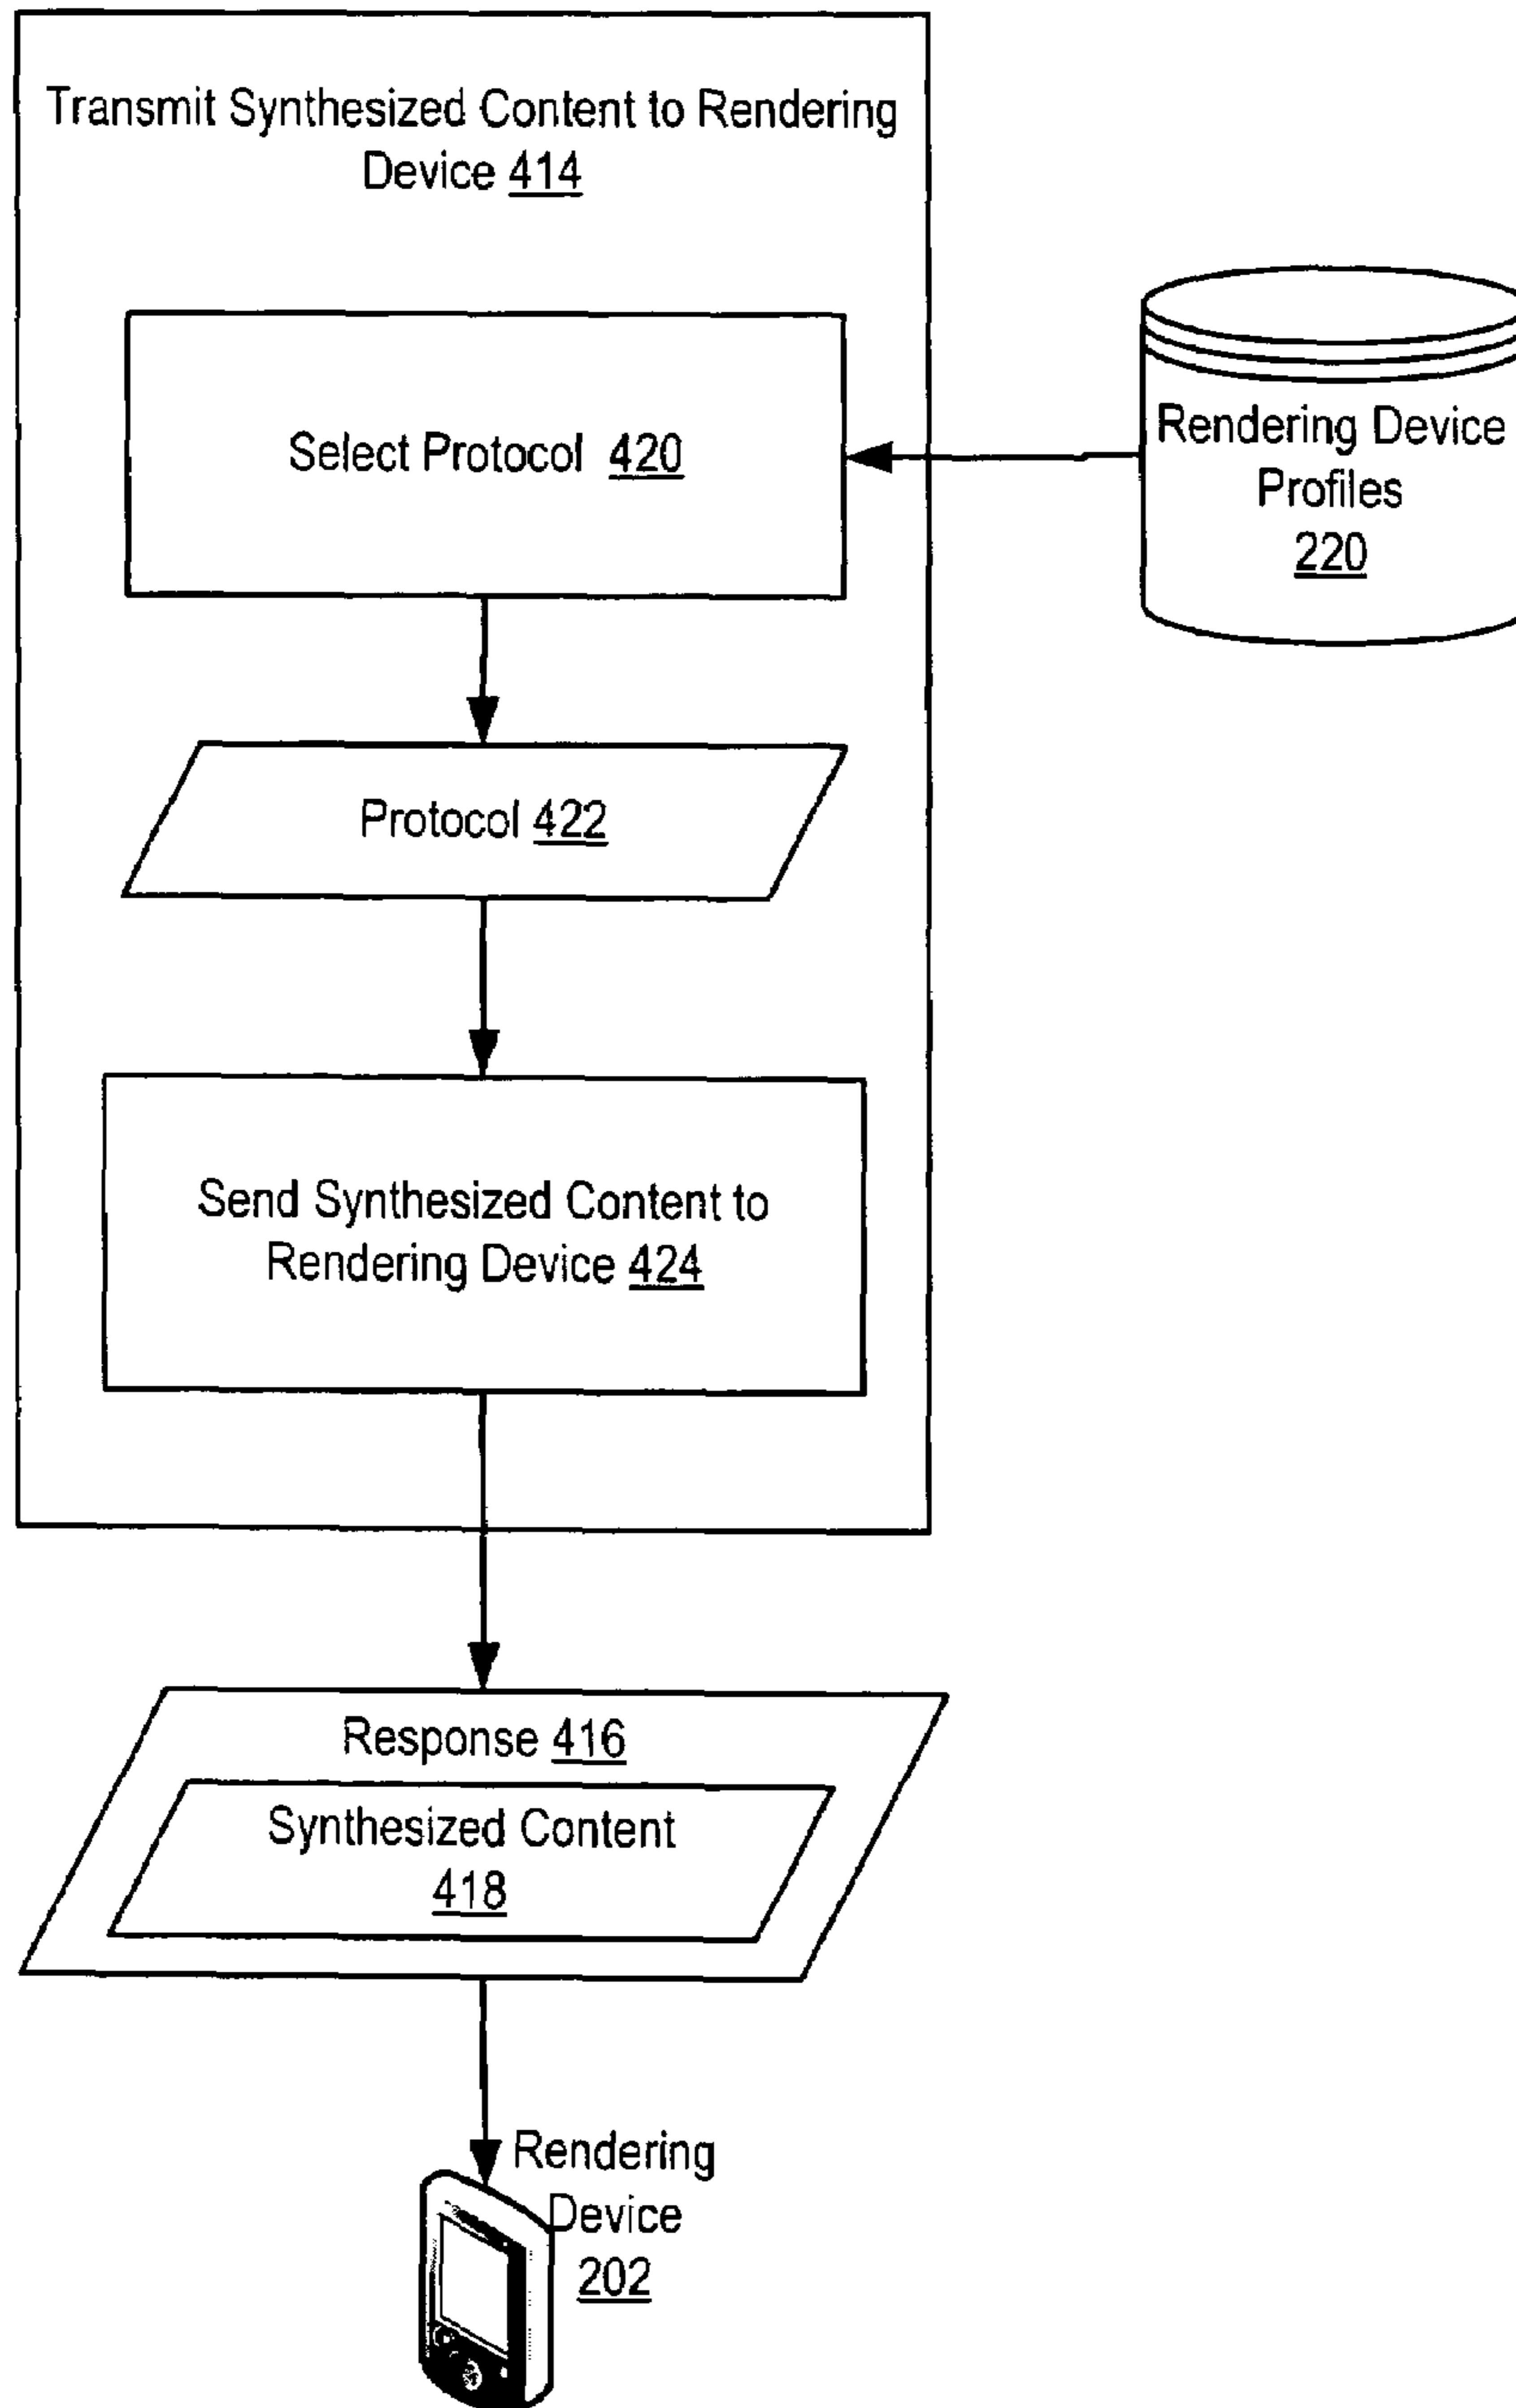 Transmit Synthesized Content to Rendering
Device 414
Select Protocol 420
Rendering Device
Profiles
220
Protocol 422
Send Synthesized Content to
Rendering Device 424
Response 416
Synthesized Content
418
Rendering
Device
202